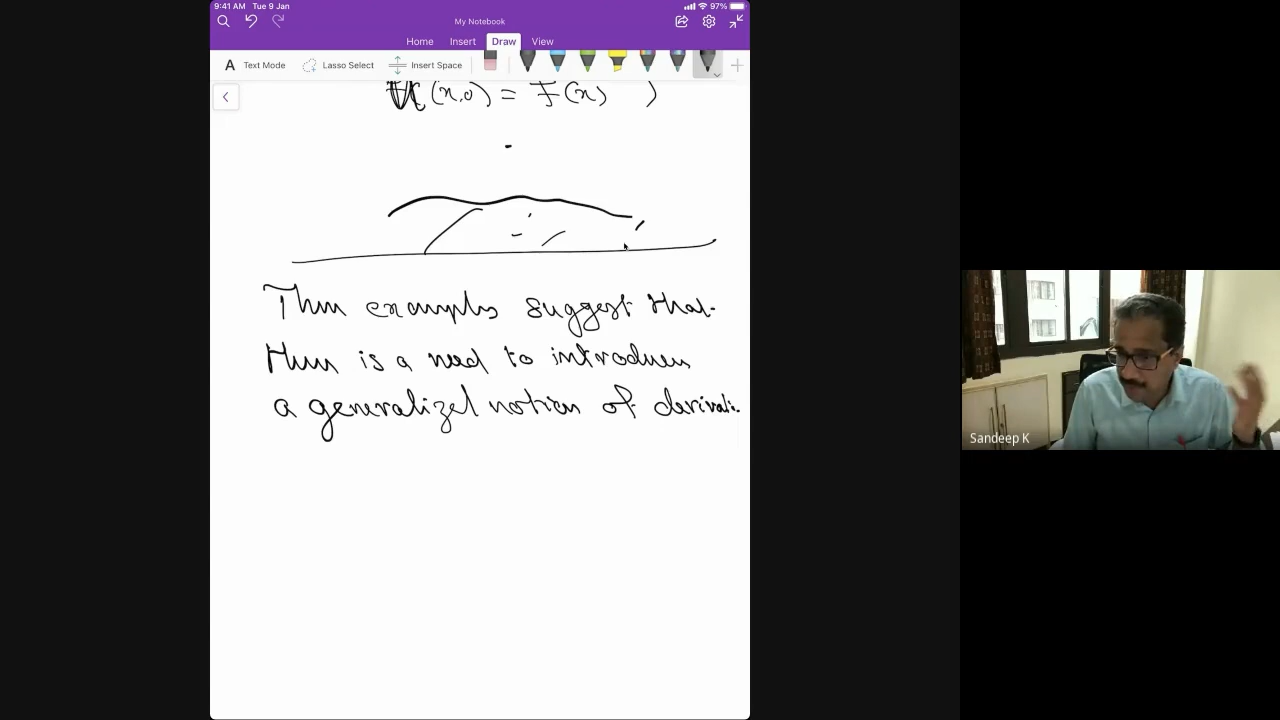 9:41 AM Tue 9 Jan
97%
My Notebook
Home Insert Draw View
A Text Mode Lasso Select Insert Space
(x,0) = F(x) )
These examples suggest that
there is a need to introduce
a generalized notion of derivati.
Sandeep K